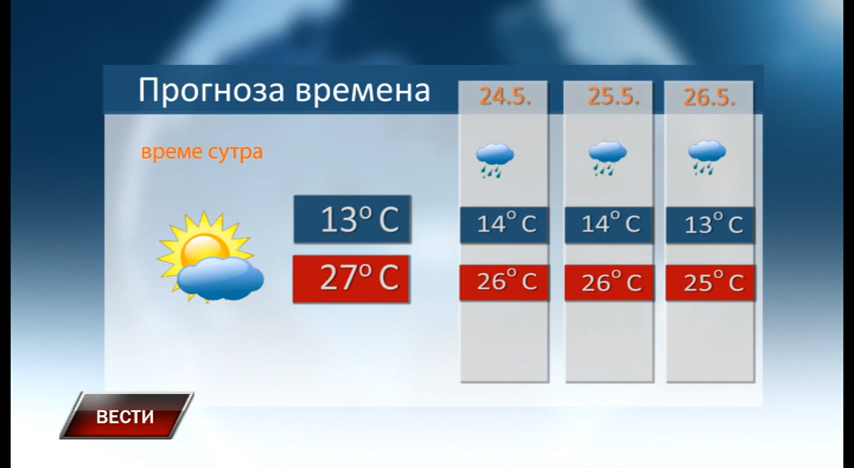 Прогноза времена
време сутра
13° C
27° C
24.5.
14° C
26° C
25.5.
14° C
26° C
26.5.
13° C
25° C
ВЕСТИ